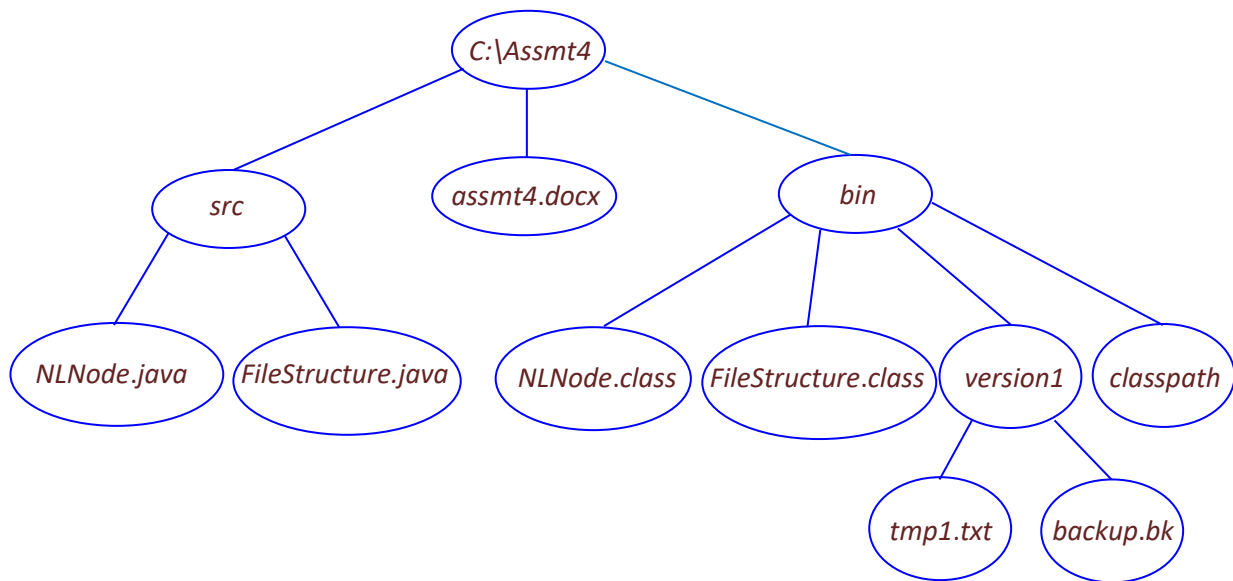 C:\Assmt4
src
assmt4.docx
bin
NLNode.java
FileStructure.java
NLNode.class
FileStructure.class
version1
classpath
tmp1.txt
backup.bk